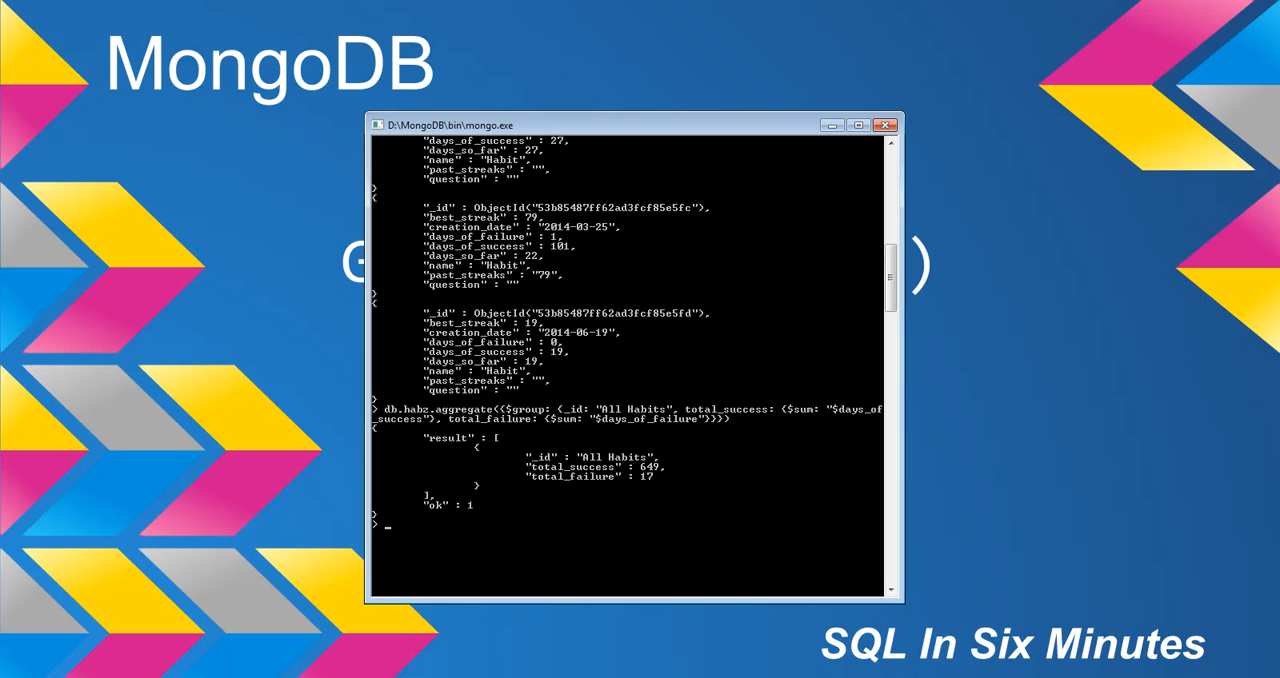 MongoDB
G
)
D:\MongoDB\bin\mongo.exe
"days_of_success" : 27,
"days_so_far" : 27,
"name" : "Habit",
"past_streaks" : "",
"question" : ""
}
{
"_id" : ObjectId("53b85487ff62ad3fcf85e5fc"),
"best_streak" : 79,
"creation_date" : "2014-03-25",
"days_of_failure" : 1,
"days_of_success" : 101,
"days_so_far" : 22,
"name" : "Habit",
"past_streaks" : "79",
"question" : ""
}
{
"_id" : ObjectId("53b85487ff62ad3fcf85e5fd"),
"best_streak" : 19,
"creation_date" : "2014-06-19",
"days_of_failure" : 0,
"days_of_success" : 19,
"days_so_far" : 19,
"name" : "Habit",
"past_streaks" : "",
"question" : ""
}
> db.habz.aggregate({$group: {_id: "All Habits", total_success: {$sum: "$days_of
_success"}, total_failure: {$sum: "$days_of_failure"}}})
{
"result" : [
{
"_id" : "All Habits",
"total_success" : 649,
"total_failure" : 17
}
],
"ok" : 1
}
> _
SQL In Six Minutes